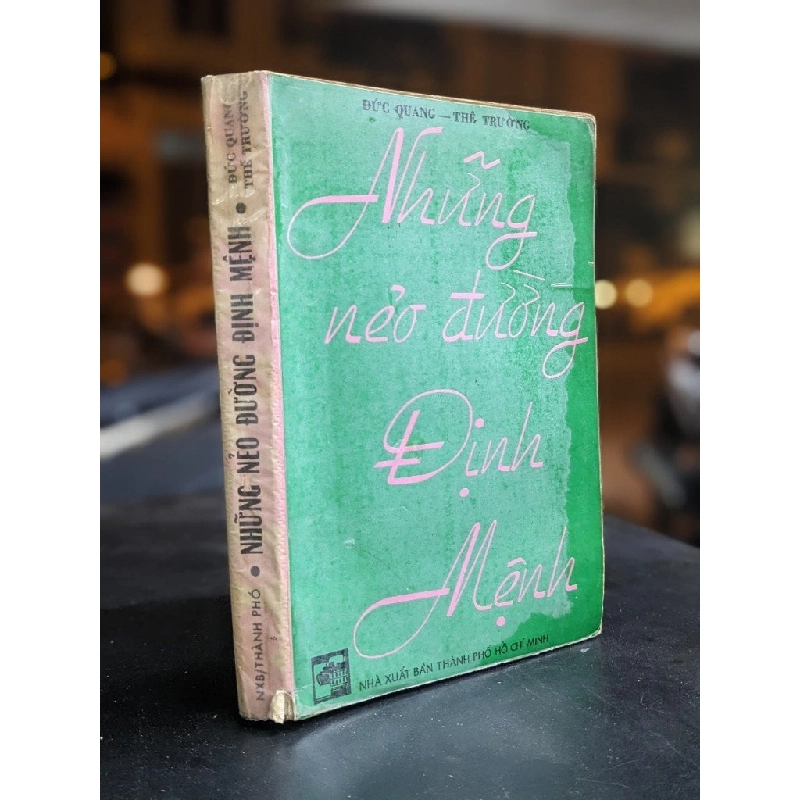 ĐỨC QUANG — THẾ TRƯỜNG
Những
nẻo đường
Định
Mệnh
NHÀ XUẤT BẢN THÀNH PHỐ HỒ CHÍ MINH
ĐỨC QUANG
THẾ TRƯỜNG
• NHỮNG NẺO ĐƯỜNG ĐỊNH MỆNH •
NXB/THÀNH PHỐ